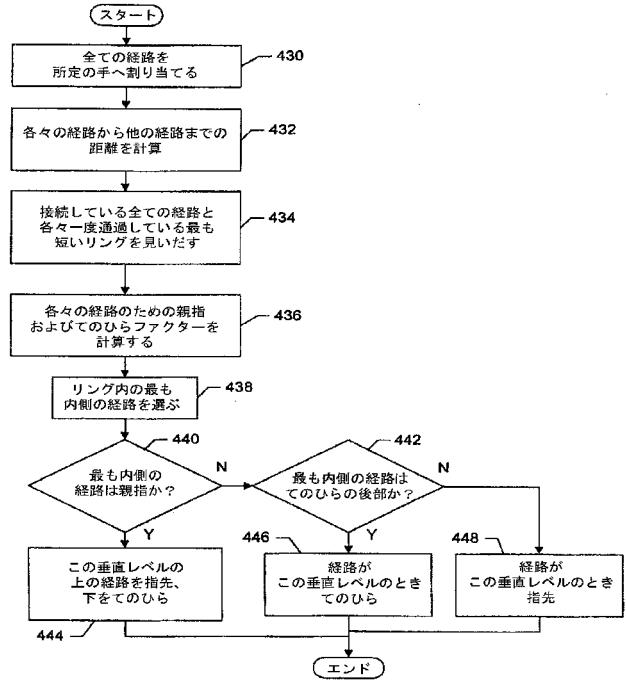 スタート
全ての経路を
所定の手へ割り当てる
430
各々の経路から他の経路までの
距離を計算
432
接続している全ての経路と
各々一度通過している最も
短いリングを見いだす
434
各々の経路のための親指
およびてのひらファクターを
計算する
436
リング内の最も
内側の経路を選ぶ
438
440
最も内側の
経路は親指か?
N
Y
442
最も内側の経路は
てのひらの後部か?
N
Y
この垂直レベルの
上の経路を指先、
下をてのひら
444
446
経路が
この垂直レベルのとき
てのひら
448
経路が
この垂直レベルのとき
指先
エンド